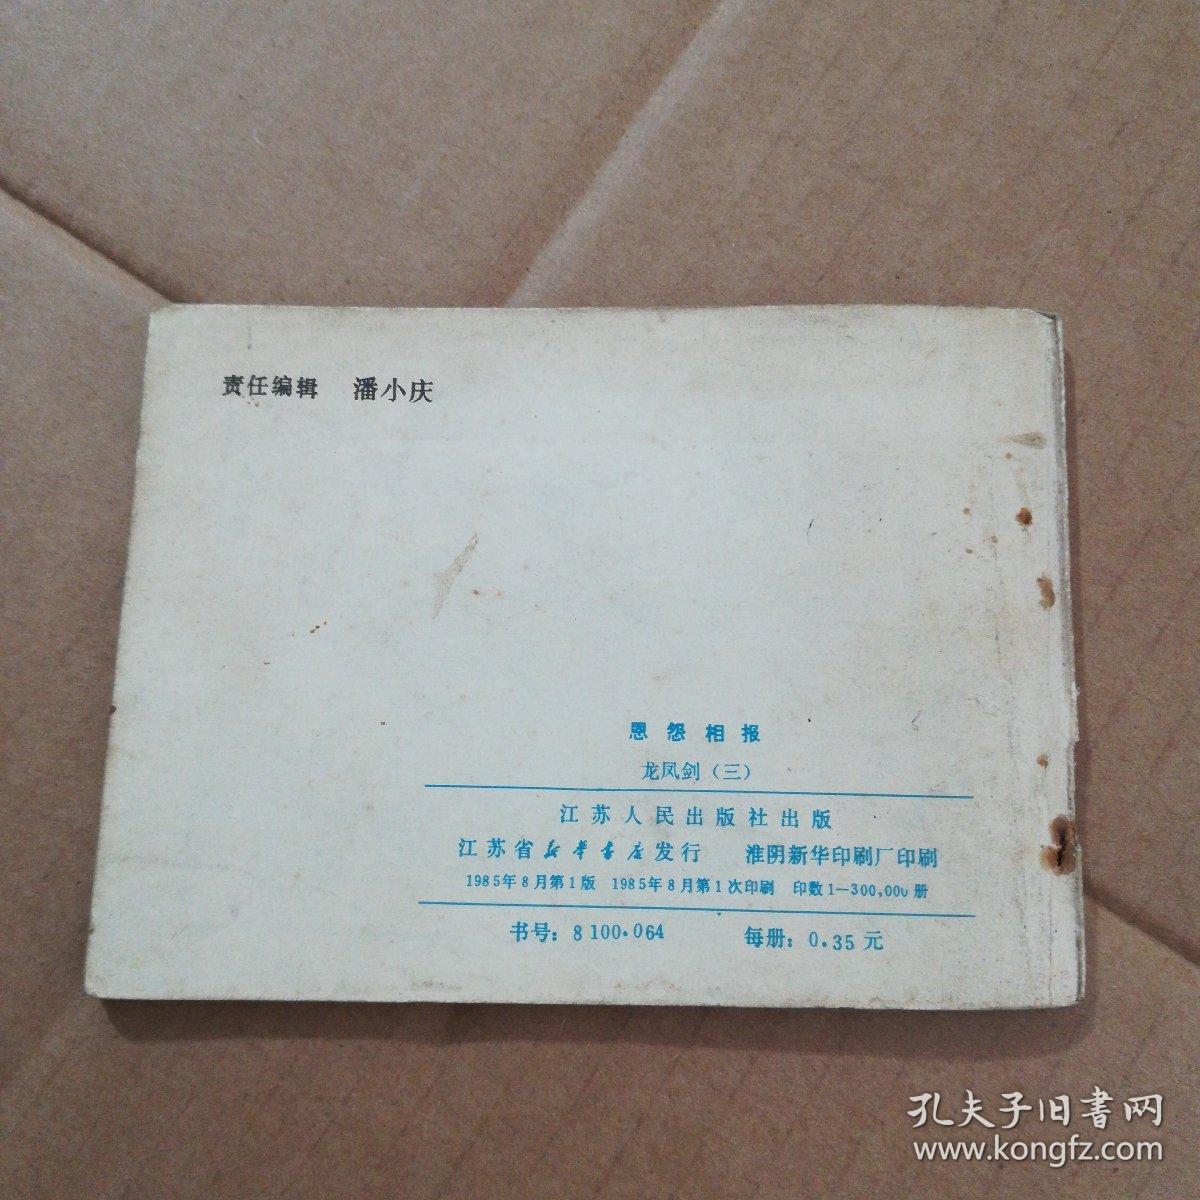 责任编辑 潘小庆
恩怨相报
龙凤剑（三）
江苏人民出版社出版
江苏省新华书店发行 淮阴新华印刷厂印刷
1985年8月第1版 1985年8月第1次印刷 印数1—300,000册
书号：8100·064 每册：0.35元
孔夫子旧書网
www.kongfz.com